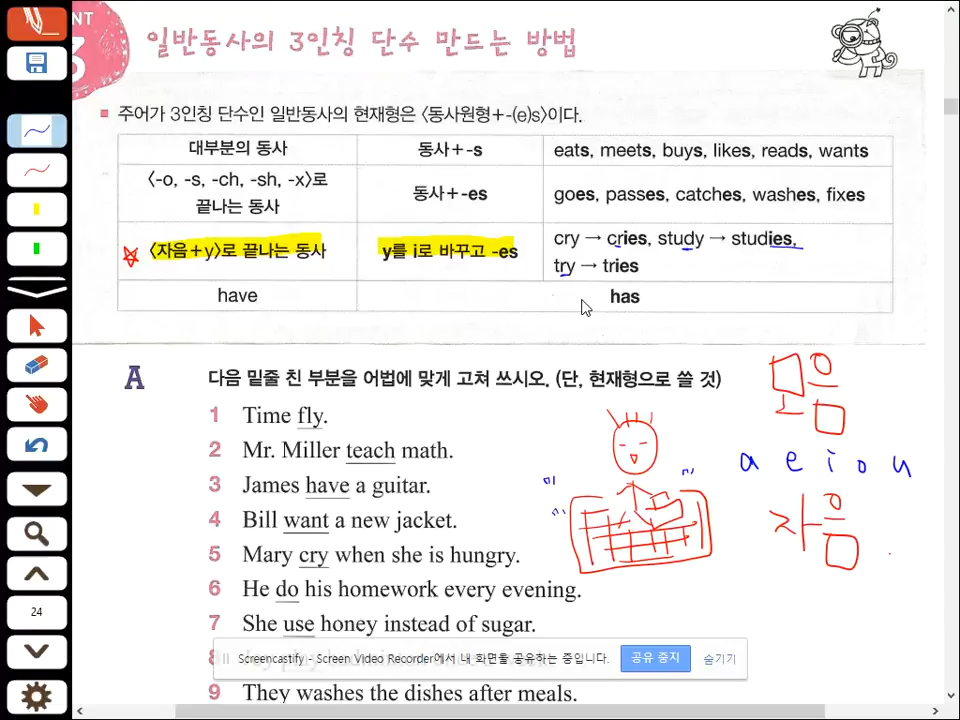 NT
3
일반동사의 3인칭 단수 만드는 방법
주어가 3인칭 단수인 일반동사의 현재형은 〈동사원형+-(e)s〉이다.
대부분의 동사 동사+-s eats, meets, buys, likes, reads, wants
〈-o, -s, -ch, -sh, -x〉로
끝나는 동사 동사+-es goes, passes, catches, washes, fixes
〈자음+y〉로 끝나는 동사 y를 i로 바꾸고 -es cry → cries, study → studies,
try → tries
have has
A 다음 밑줄 친 부분을 어법에 맞게 고쳐 쓰시오. (단, 현재형으로 쓸 것)
모음
1 Time fly.
2 Mr. Miller teach math.
a e i o u
3 James have a guitar.
4 Bill want a new jacket.
자음
5 Mary cry when she is hungry.
6 He do his homework every evening.
7 She use honey instead of sugar.
8
Screencastify - Screen Video Recorder에서 내 화면을 공유하는 중입니다. 공유 중지 숨기기
9 They washes the dishes after meals.
24